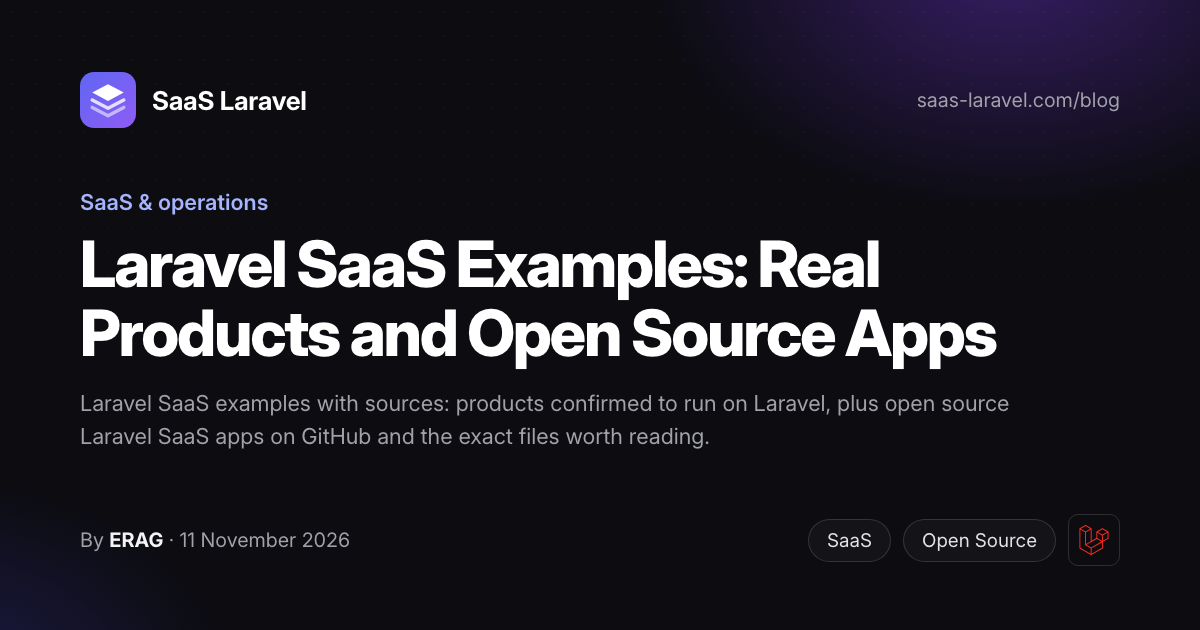 SaaS Laravel
saas-laravel.com/blog
SaaS & operations
Laravel SaaS Examples: Real
Products and Open Source Apps
Laravel SaaS examples with sources: products confirmed to run on Laravel, plus open source
Laravel SaaS apps on GitHub and the exact files worth reading.
By ERAG · 11 November 2026
SaaS
Open Source